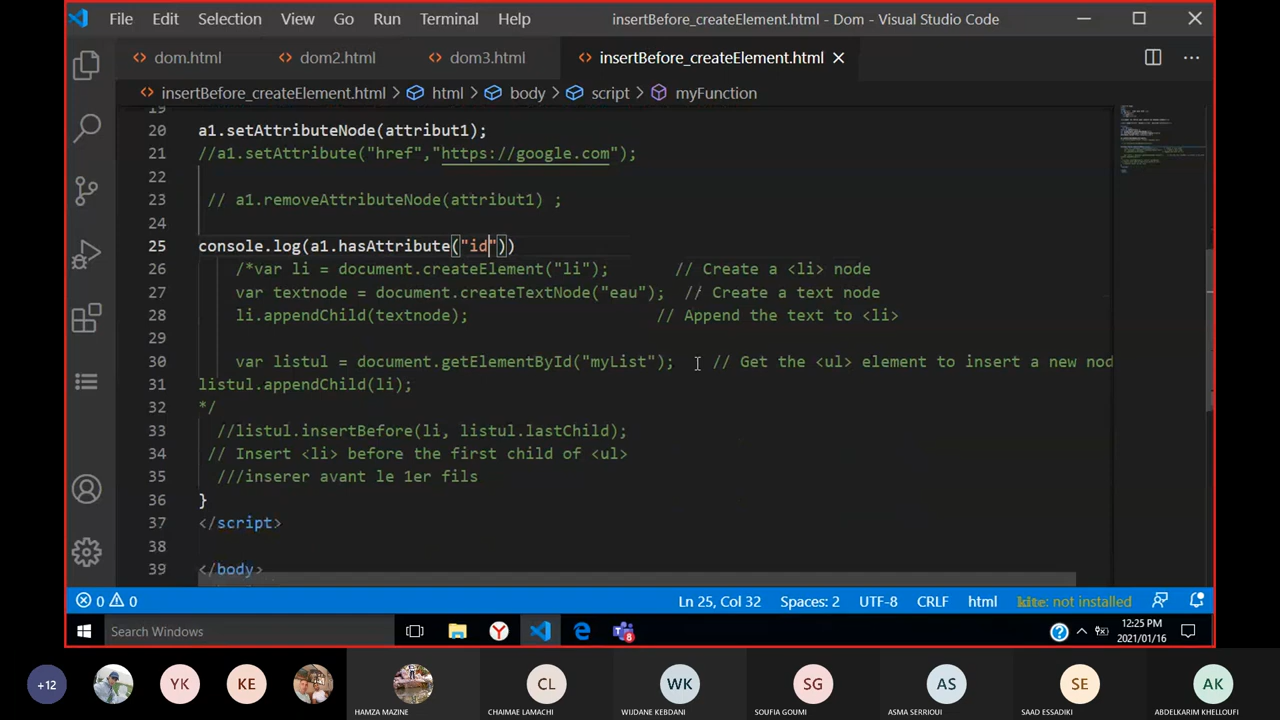 File Edit Selection View Go Run Terminal Help insertBefore_createElement.html - Dom - Visual Studio Code
dom.html dom2.html dom3.html insertBefore_createElement.html
insertBefore_createElement.html > html > body > script > myFunction
19
20 a1.setAttributeNode(attribut1);
21 //a1.setAttribute("href","https://google.com");
22
23 // a1.removeAttributeNode(attribut1) ;
24
25 console.log(a1.hasAttribute("id"))
26 /*var li = document.createElement("li"); // Create a <li> node
27 var textnode = document.createTextNode("eau"); // Create a text node
28 li.appendChild(textnode); // Append the text to <li>
29
30 var listul = document.getElementById("myList"); // Get the <ul> element to insert a new nod
31 listul.appendChild(li);
32 */
33 //listul.insertBefore(li, listul.lastChild);
34 // Insert <li> before the first child of <ul>
35 ///inserer avant le 1er fils
36 }
37 </script>
38
39 </body>
0 0 Ln 25, Col 32 Spaces: 2 UTF-8 CRLF html kite: not installed
Search Windows 8 12:25 PM
2021/01/16
+12 YK KE CL WK SG AS SE AK
HAMZA MAZINE CHAIMAE LAMACHI WIJDANE KEBDANI SOUFIA GOUMI ASMA SERRIOUI SAAD ESSADIKI ABDELKARIM KHELLOUFI